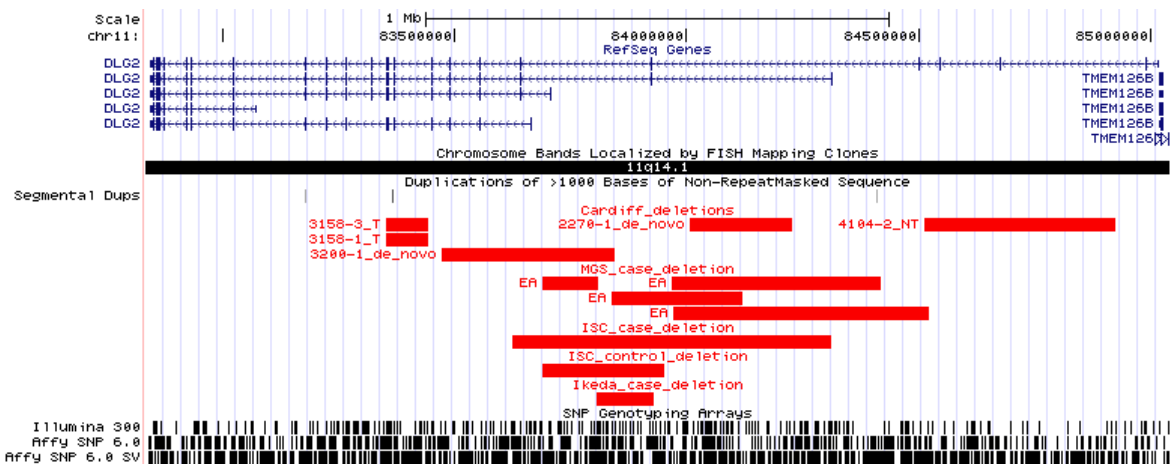 Scale 1 Mb
chr11: 83500000 84000000 84500000 85000000
RefSeq Genes
DLG2
DLG2 TMEM126B
DLG2 TMEM126B
DLG2 TMEM126B
DLG2 TMEM126B
TMEM126
Chromosome Bands Localized by FISH Mapping Clones
11q14.1
Duplications of >1000 Bases of Non-RepeatMasked Sequence
Segmental Dups
Cardiff_deletions
3158-3_T 2270-1_de_novo 4104-2_NT
3158-1_T
3200-1_de_novo
MGS_case_deletion
EA EA
EA
EA
ISC_case_deletion
ISC_control_deletion
Ikeda_case_deletion
SNP Genotyping Arrays
Illumina 300
Affy SNP 6.0
Affy SNP 6.0 SV